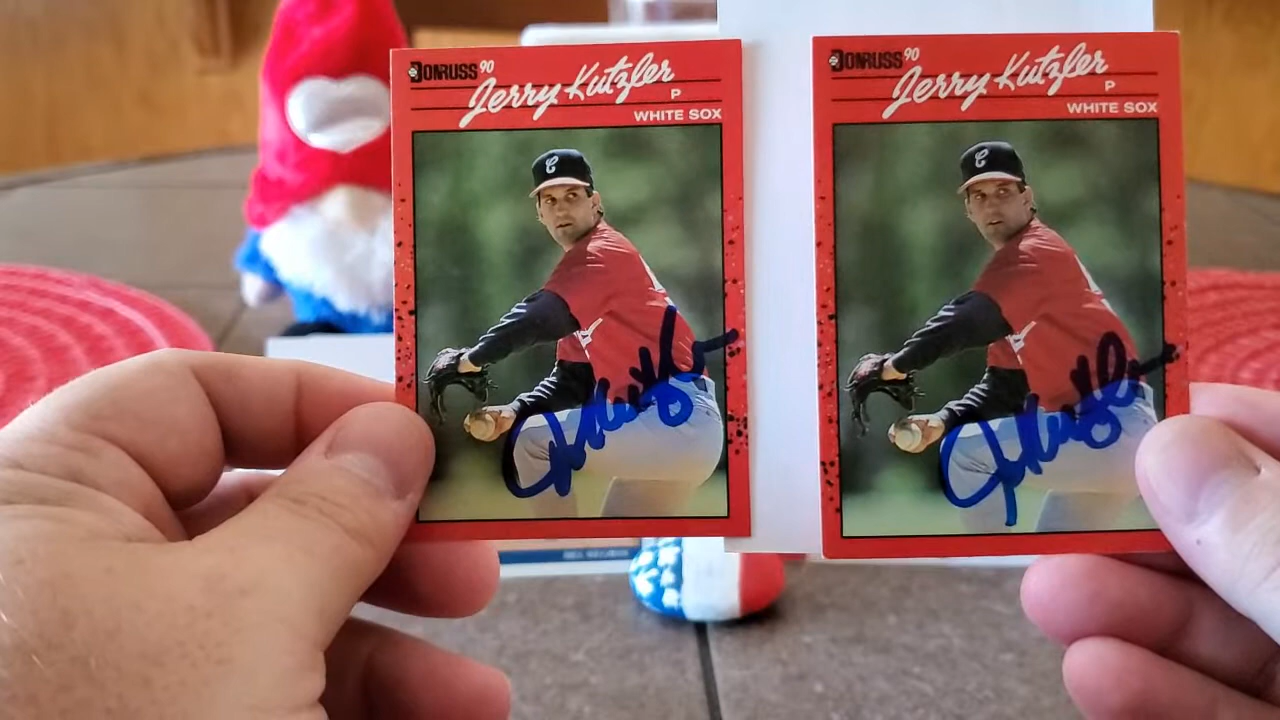 DONRUSS 90
Jerry Kutzler
P
WHITE SOX
DONRUSS 90
Jerry Kutzler
P
WHITE SOX